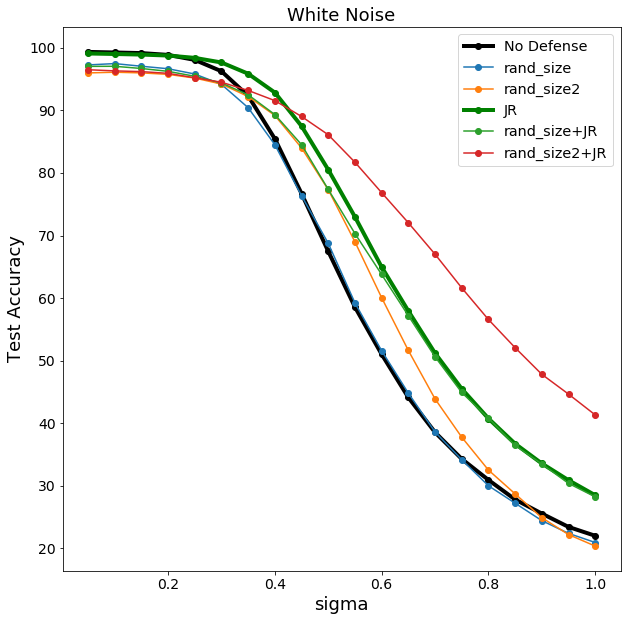 White Noise
No Defense
rand_size
rand_size2
JR
rand_size+JR
rand_size2+JR
Test Accuracy
100
90
80
70
60
50
40
30
20
0.2
0.4
0.6
0.8
1.0
sigma